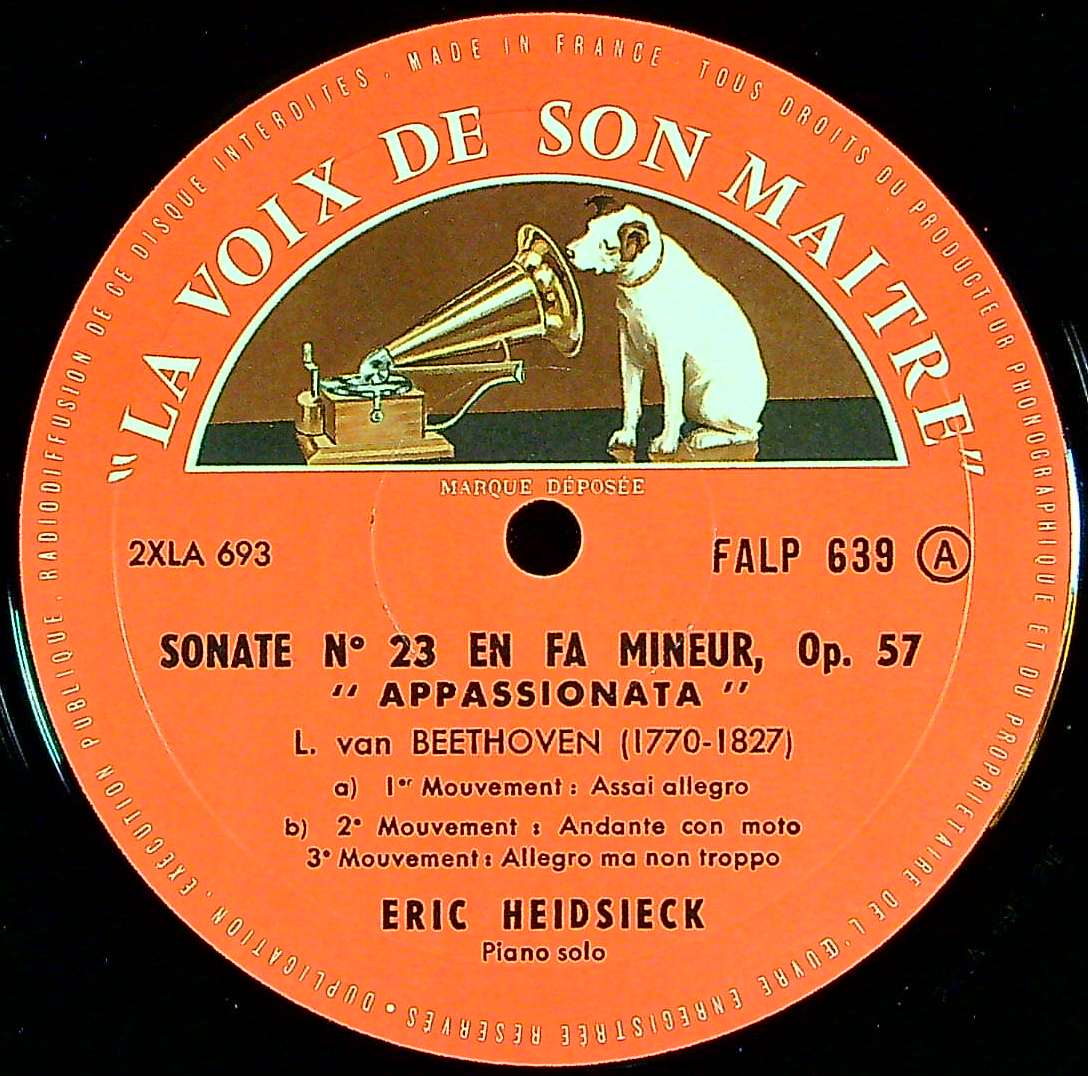 TOUS DROITS DU PRODUCTEUR PHONOGRAPHIQUE ET DU PROPRIETAIRE DE L'ŒUVRE ENREGISTREE RESERVES • DUPLICATION . EXECUTION PUBLIQUE . RADIODIFFUSION DE CE DISQUE INTERDITES . MADE IN FRANCE
"LA VOIX DE SON MAITRE"
MARQUE DÉPOSÉE
2XLA 693 FALP 639 A
SONATE N° 23 EN FA MINEUR, Op. 57
" APPASSIONATA "
L. van BEETHOVEN (1770-1827)
a) 1er Mouvement : Assai allegro
b) 2e Mouvement : Andante con moto
3e Mouvement : Allegro ma non troppo
ERIC HEIDSIECK
Piano solo